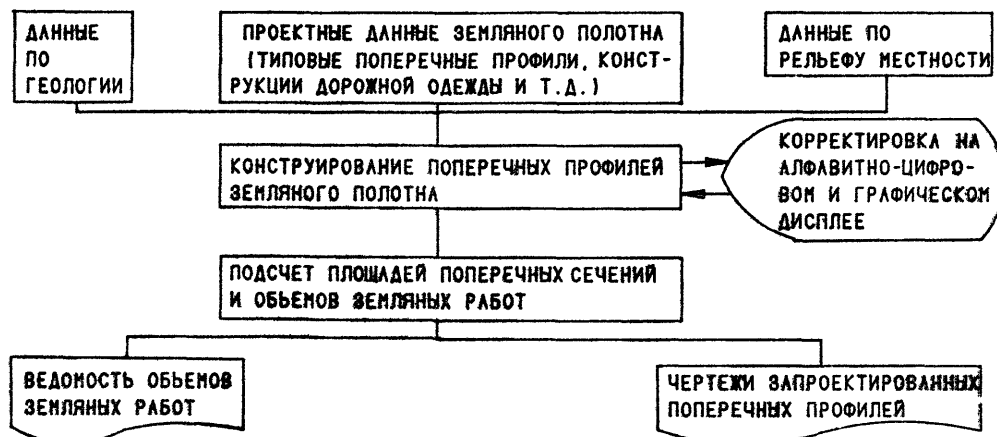 ДАННЫЕ
ПО
ГЕОЛОГИИ
ПРОЕКТНЫЕ ДАННЫЕ ЗЕМЛЯНОГО ПОЛОТНА
(ТИПОВЫЕ ПОПЕРЕЧНЫЕ ПРОФИЛИ, КОНСТ-
РУКЦИИ ДОРОЖНОЙ ОДЕЖДЫ И Т.Д.)
ДАННЫЕ ПО
РЕЛЬЕФУ МЕСТНОСТИ
КОНСТРУИРОВАНИЕ ПОПЕРЕЧНЫХ ПРОФИЛЕЙ
ЗЕМЛЯНОГО ПОЛОТНА
КОРРЕКТИРОВКА НА
АЛФАВИТНО-ЦИФРО-
ВОМ И ГРАФИЧЕСКОМ
ДИСПЛЕЕ
ПОДСЧЕТ ПЛОЩАДЕЙ ПОПЕРЕЧНЫХ СЕЧЕНИЙ
И ОБЬЕМОВ ЗЕМЛЯНЫХ РАБОТ
ВЕДОМОСТЬ ОБЬЕМОВ
ЗЕМЛЯНЫХ РАБОТ
ЧЕРТЕЖИ ЗАПРОЕКТИРОВАННЫХ
ПОПЕРЕЧНЫХ ПРОФИЛЕЙ